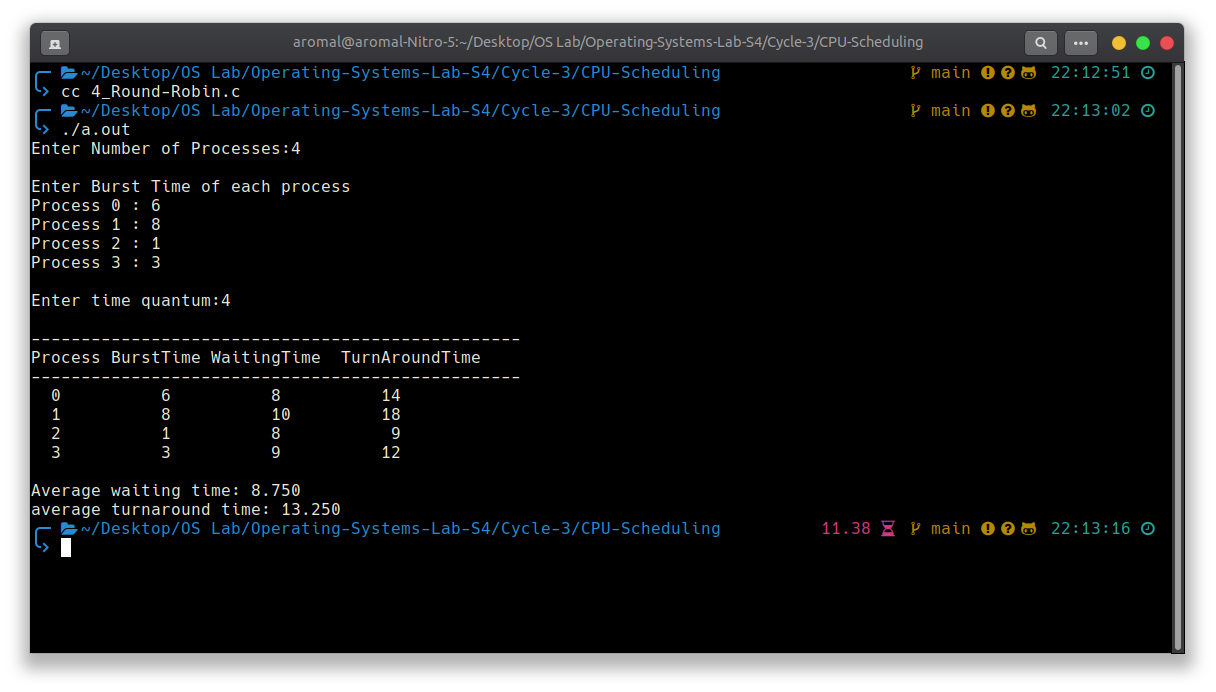 aromal@aromal-Nitro-5:~/Desktop/OS Lab/Operating-Systems-Lab-S4/Cycle-3/CPU-Scheduling
~/Desktop/OS Lab/Operating-Systems-Lab-S4/Cycle-3/CPU-Scheduling main 22:12:51
cc 4_Round-Robin.c
~/Desktop/OS Lab/Operating-Systems-Lab-S4/Cycle-3/CPU-Scheduling main 22:13:02
./a.out
Enter Number of Processes:4
Enter Burst Time of each process
Process 0 : 6
Process 1 : 8
Process 2 : 1
Process 3 : 3
Enter time quantum:4
-------------------------------------------------
Process BurstTime WaitingTime  TurnAroundTime
-------------------------------------------------
  0          6          8          14
  1          8          10         18
  2          1          8           9
  3          3          9          12
Average waiting time: 8.750
average turnaround time: 13.250
~/Desktop/OS Lab/Operating-Systems-Lab-S4/Cycle-3/CPU-Scheduling 11.38 main 22:13:16